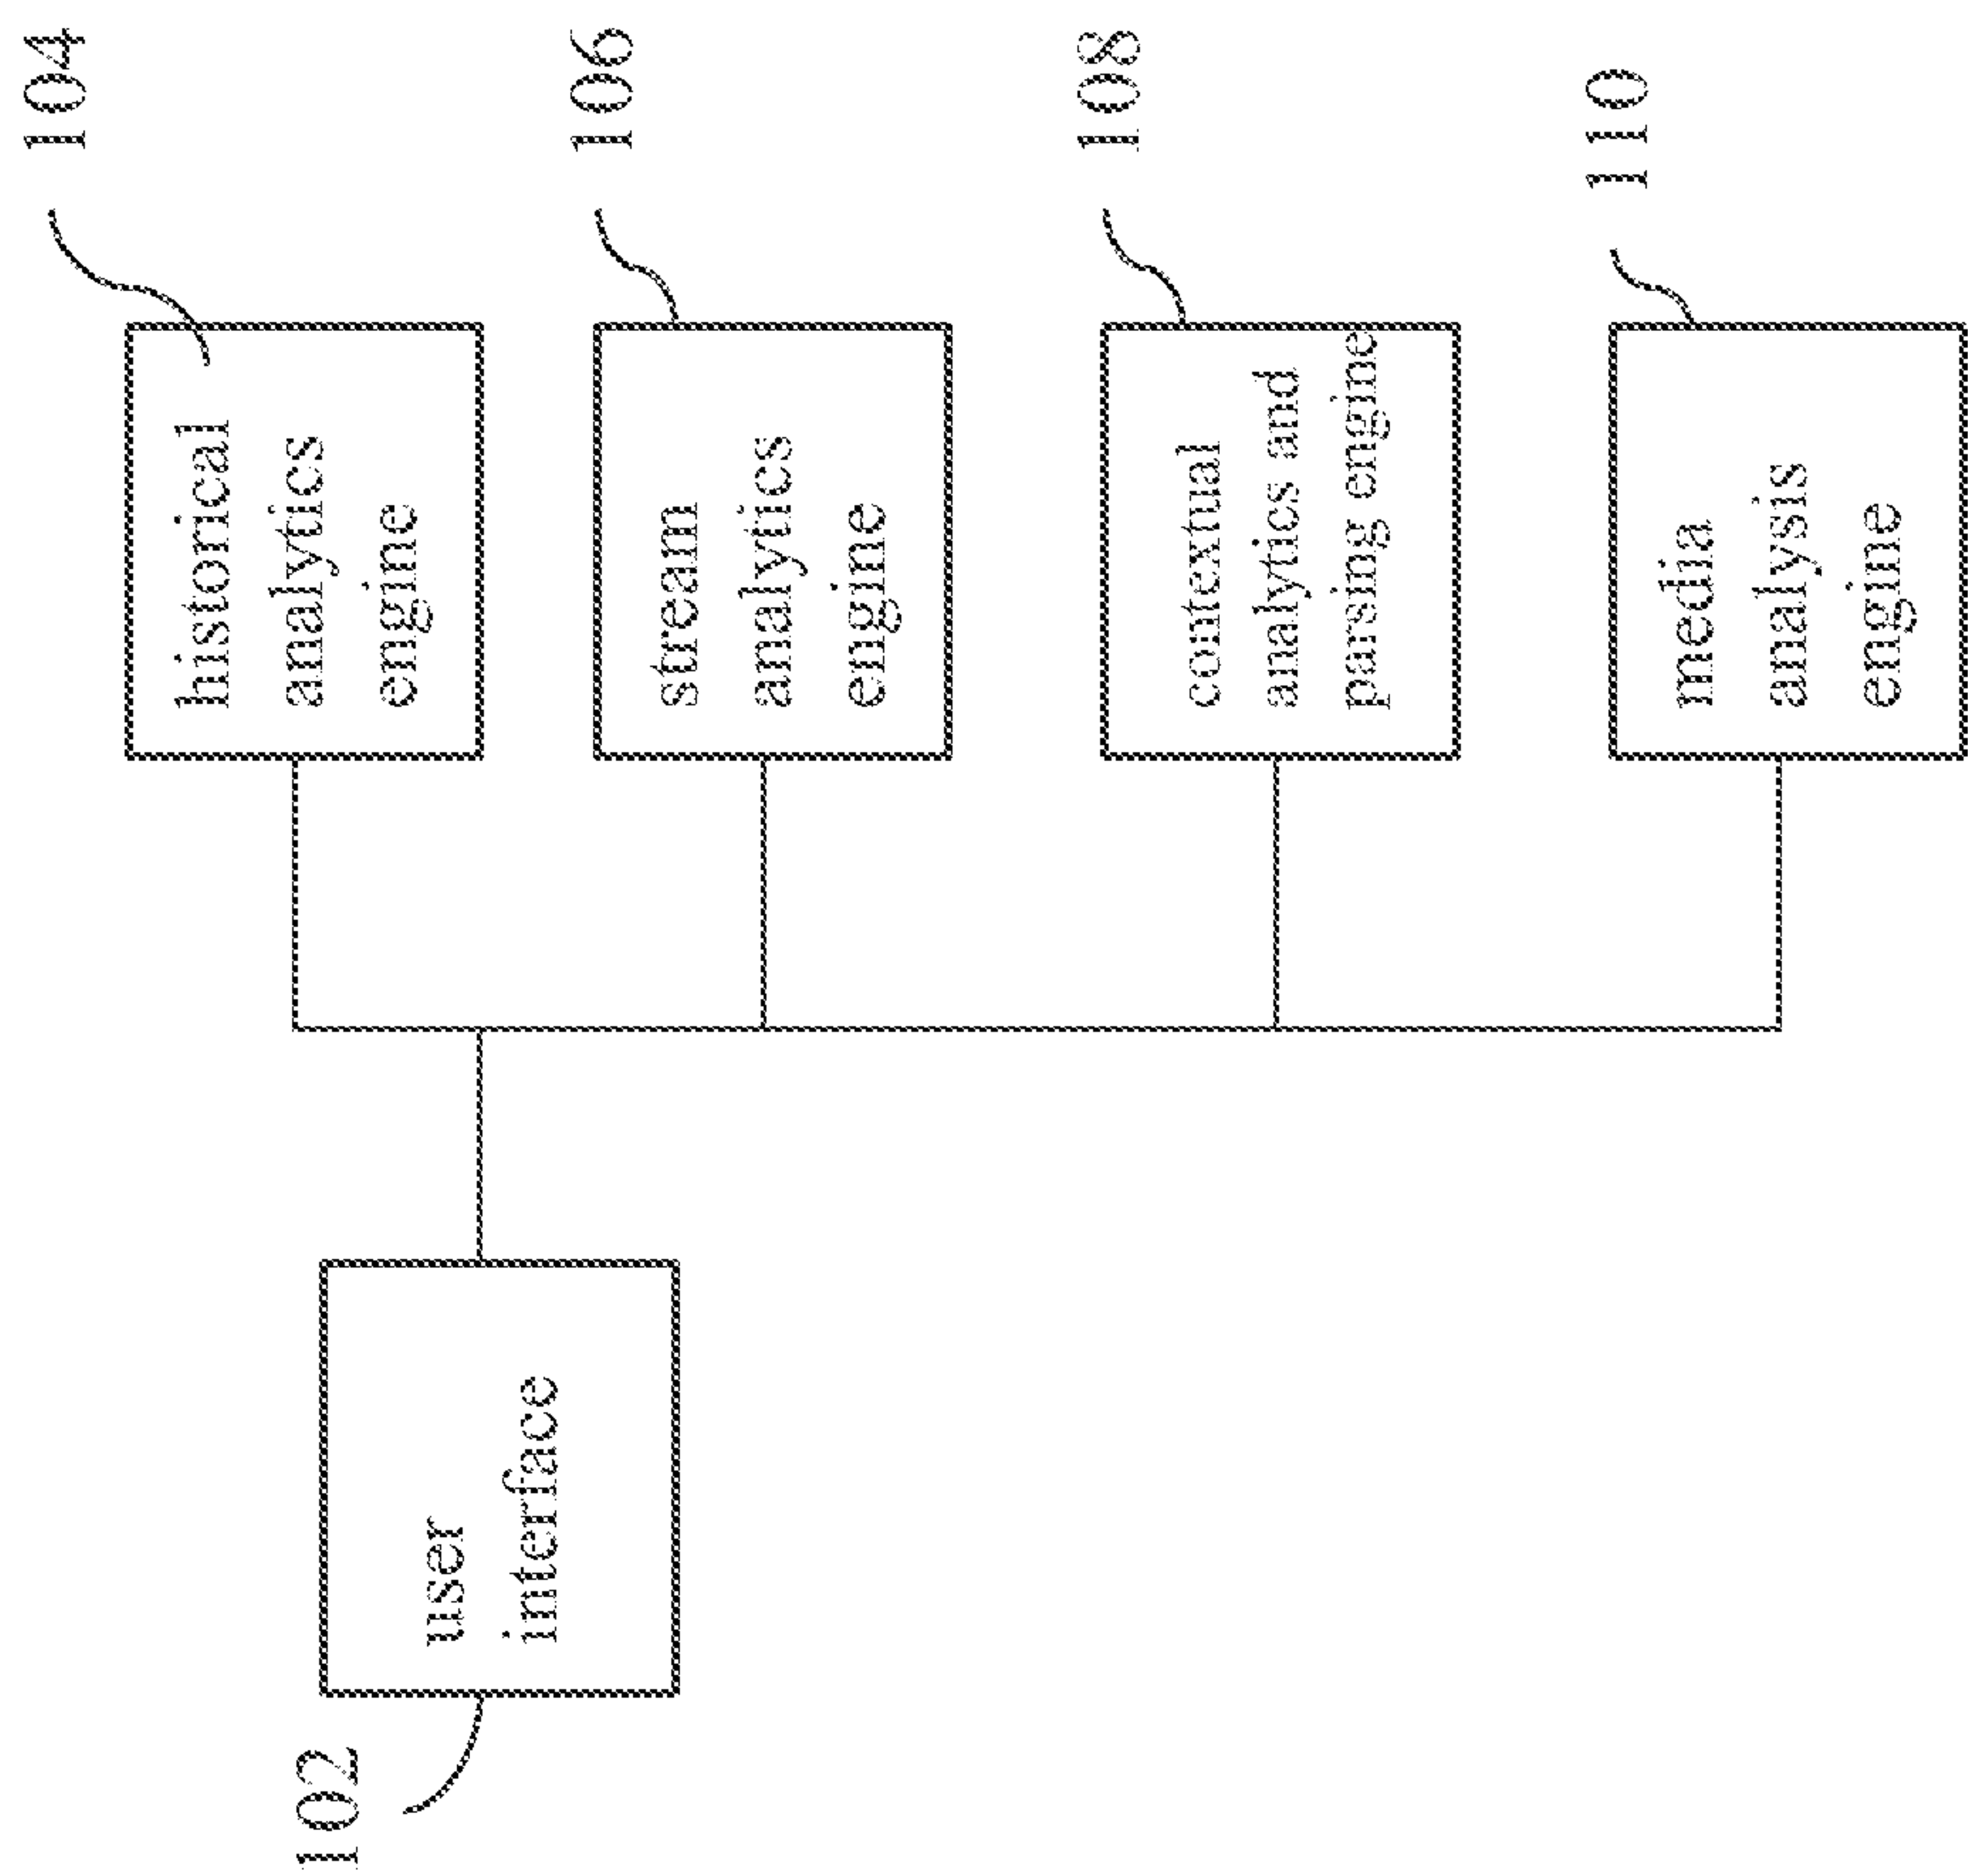 104
historical
analytics
engine
106
stream
analytics
engine
108
contextual
analytics and
parsing engine
110
media
analysis
engine
102
user
interface